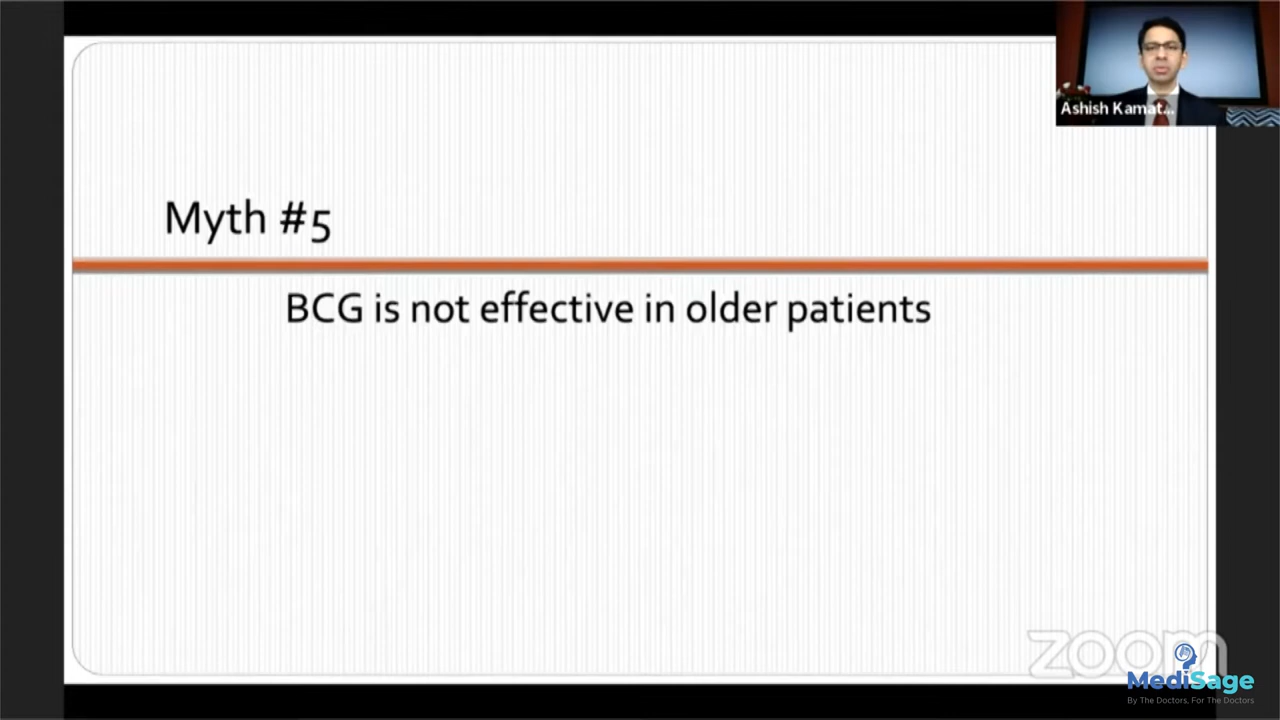 Ashish Kamat...
Myth #5
BCG is not effective in older patients
zoom
MediSage
By The Doctors, For The Doctors